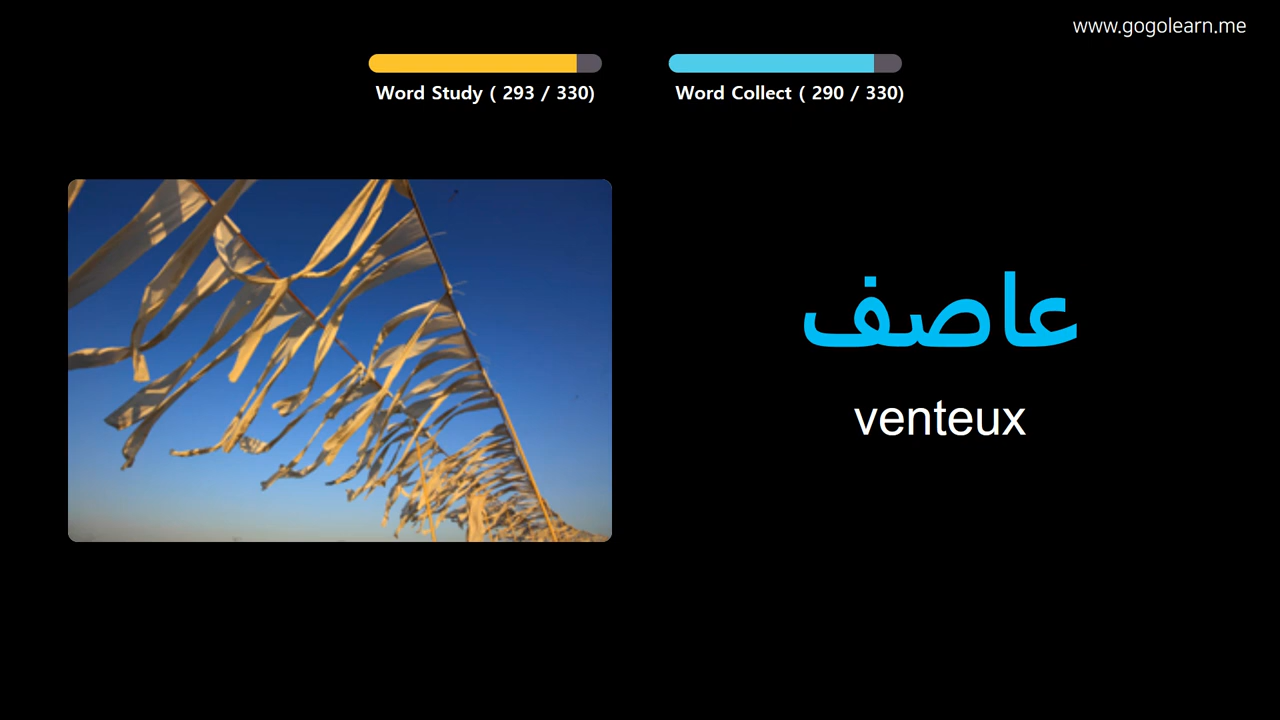 www.gogolearn.me
Word Study ( 293 / 330)
Word Collect ( 290 / 330)
عاصف
venteux